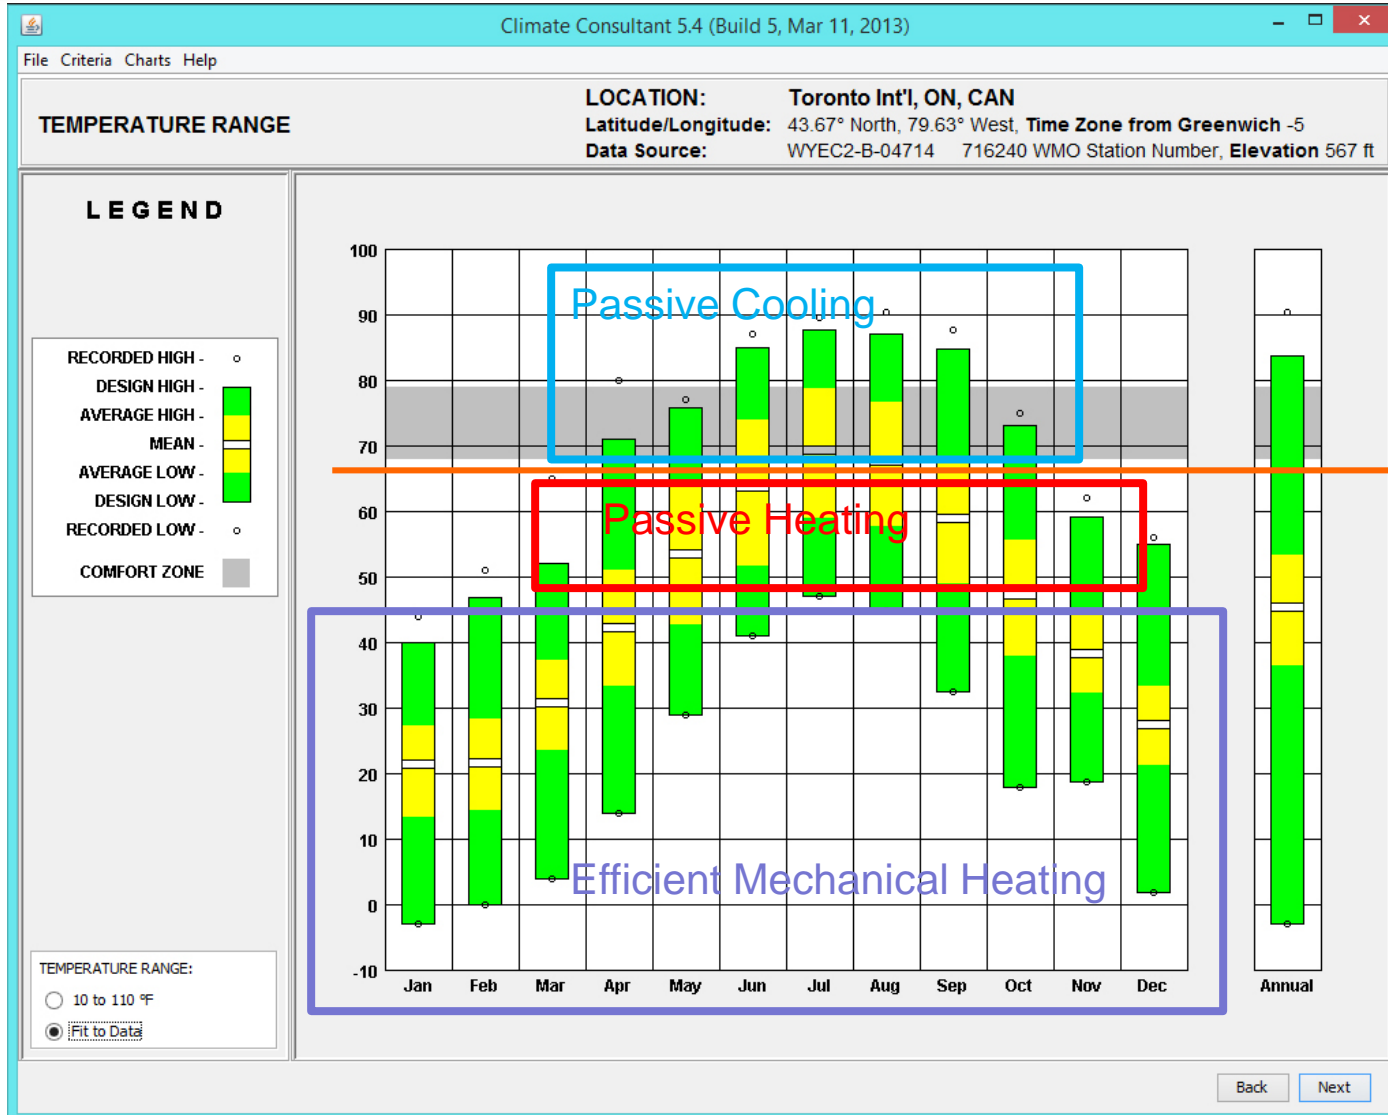 Climate Consultant 5.4 (Build 5, Mar 11, 2013)
File Criteria Charts Help
TEMPERATURE RANGE
LOCATION: Toronto Int'l, ON, CAN
Latitude/Longitude: 43.67° North, 79.63° West, Time Zone from Greenwich -5
Data Source: WYEC2-B-04714 716240 WMO Station Number, Elevation 567 ft
LEGEND
RECORDED HIGH -
DESIGN HIGH -
AVERAGE HIGH -
MEAN -
AVERAGE LOW -
DESIGN LOW -
RECORDED LOW -
COMFORT ZONE
TEMPERATURE RANGE:
10 to 110 °F
Fit to Data
100
90
80
70
60
50
40
30
20
10
0
-10
Passive Cooling
Passive Heating
Efficient Mechanical Heating
Jan Feb Mar Apr May Jun Jul Aug Sep Oct Nov Dec Annual
Back Next